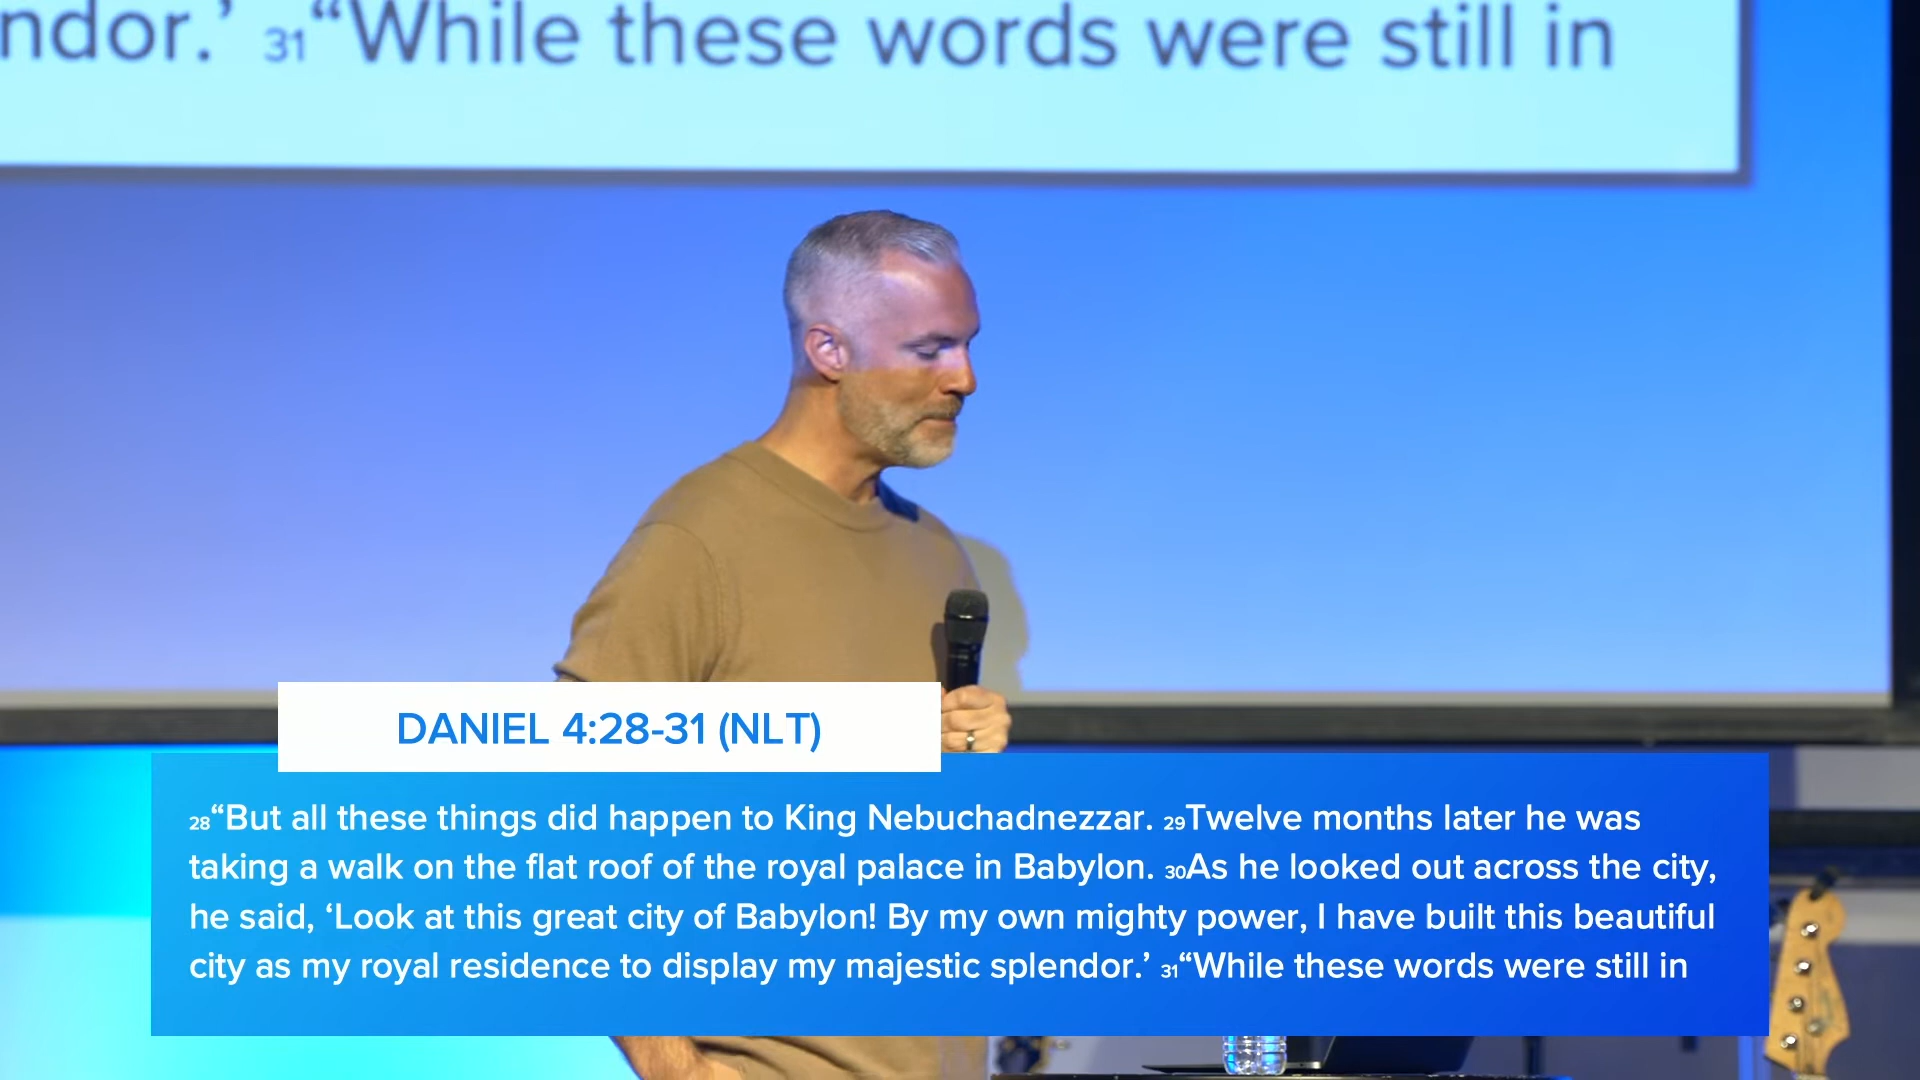 ndor.’ 31“While these words were still in
DANIEL 4:28-31 (NLT)
28“But all these things did happen to King Nebuchadnezzar. 29Twelve months later he was
taking a walk on the flat roof of the royal palace in Babylon. 30As he looked out across the city,
he said, ‘Look at this great city of Babylon! By my own mighty power, I have built this beautiful
city as my royal residence to display my majestic splendor.’ 31“While these words were still in